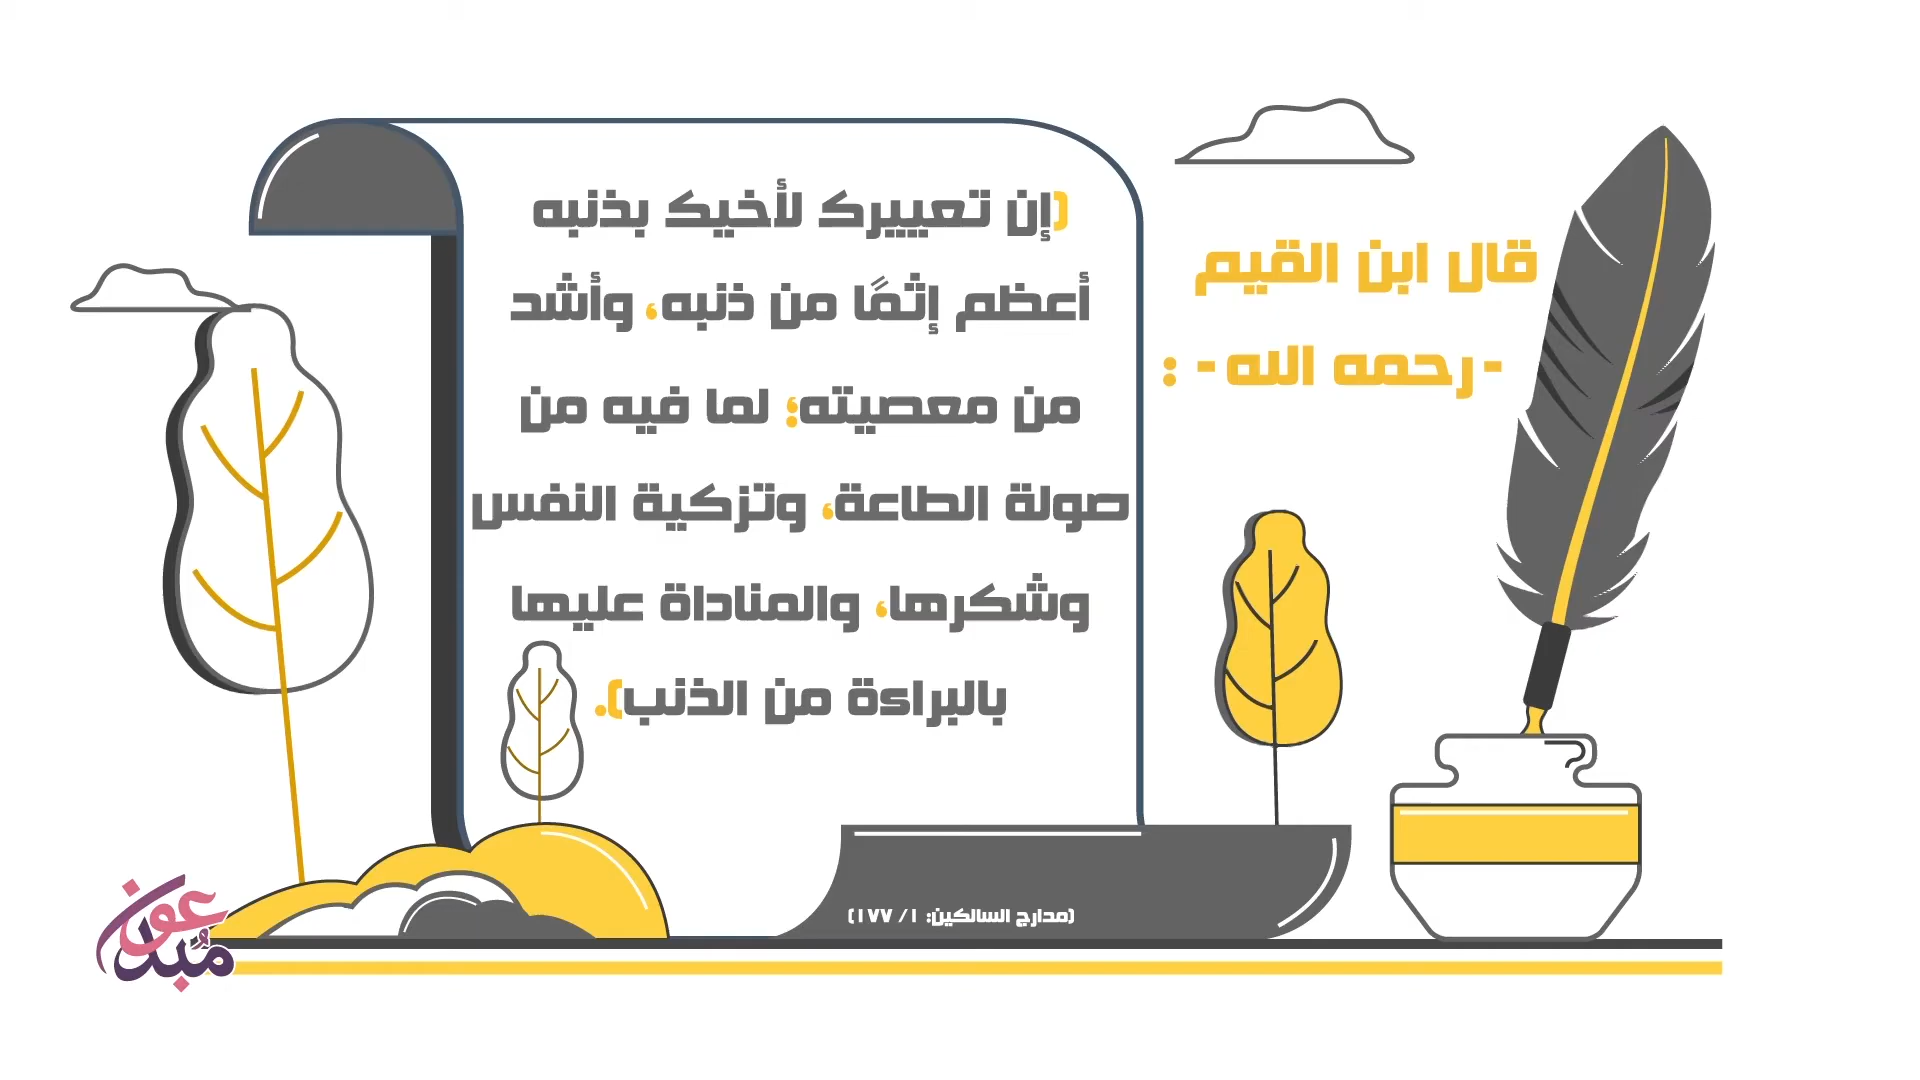 قال ابن القيم
-رحمه الله- :
(إن تعييرك لأخيك بذنبه
أعظم إثمًا من ذنبه، وأشد
من معصيته؛ لما فيه من
صولة الطاعة، وتزكية النفس
وشكرها، والمناداة عليها
بالبراءة من الذنب).
(مدارج السالكين: ١/ ١٧٧)
مُبدعون